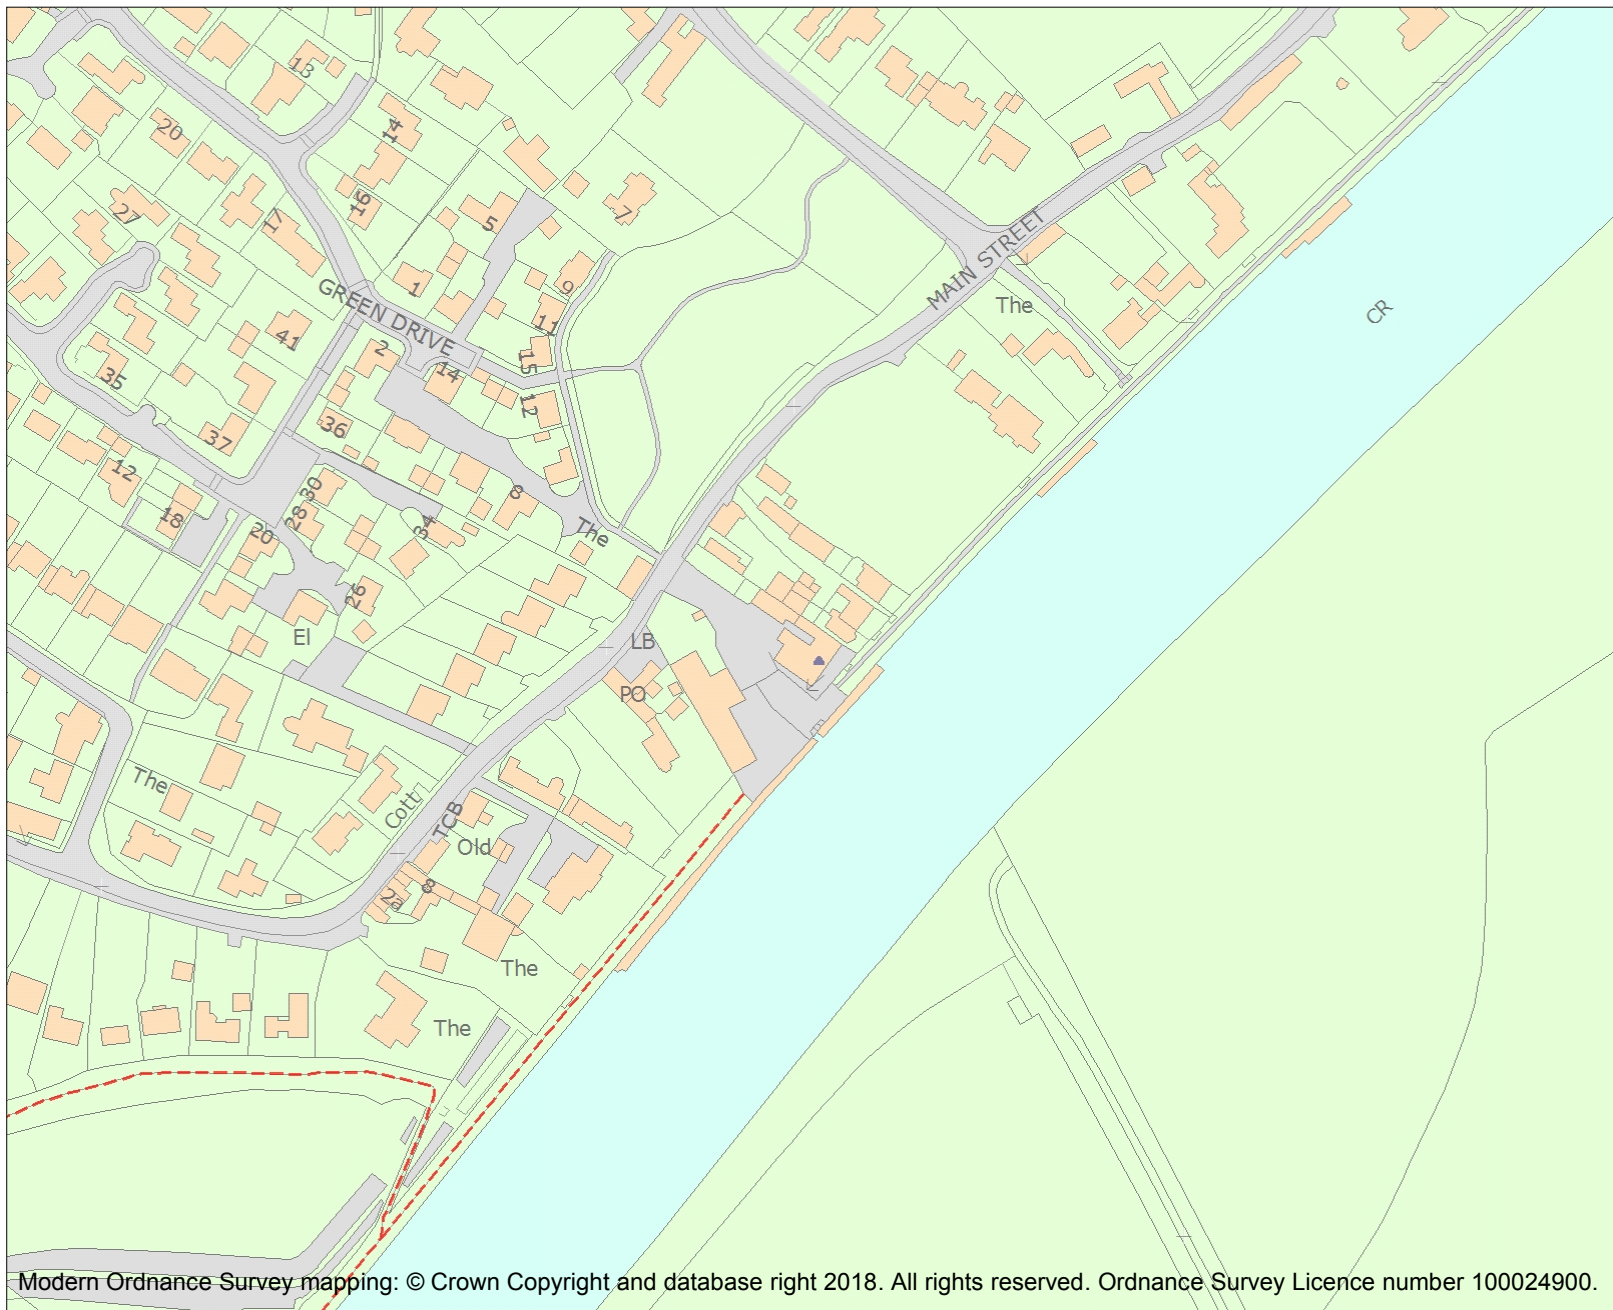 13
14
20
16
27
17
5
7
GREEN DRIVE
1
9
11
MAIN STREET
The
CR
41
2
15
14
35
12
36
37
12
30
8
18
28
20
34
The
26
El
LB
PO
The
Cott
TCB
Old
8
2a
The
The
Modern Ordnance Survey mapping: © Crown Copyright and database right 2018. All rights reserved. Ordnance Survey Licence number 100024900.